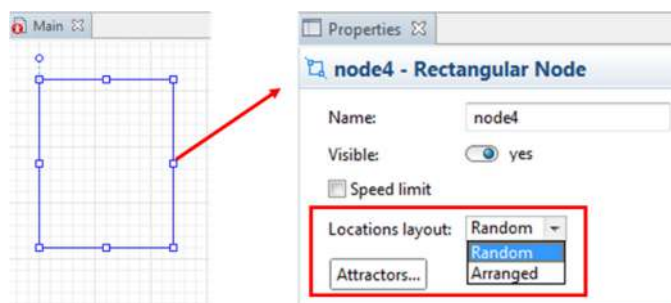 Main
Properties
node4 - Rectangular Node
Name: node4
Visible: yes
Speed limit
Locations layout: Random
Random
Arranged
Attractors...